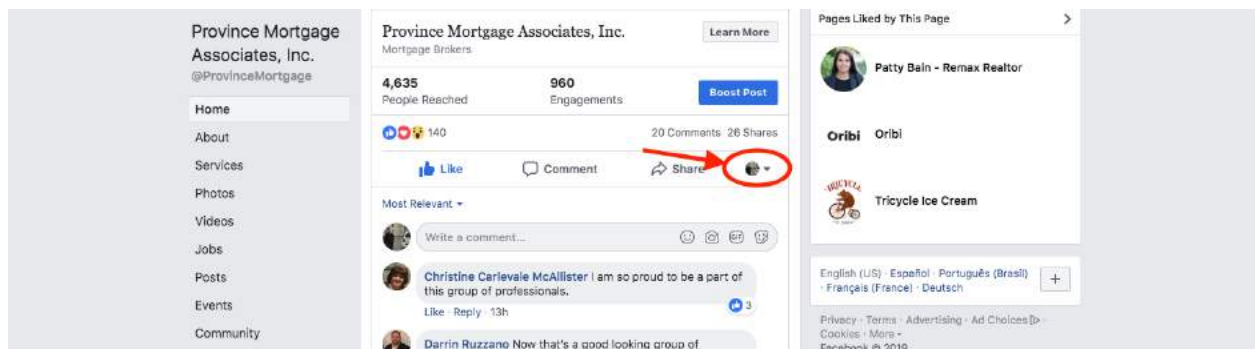 Province Mortgage
Associates, Inc.
@ProvinceMortgage
Home
About
Services
Photos
Videos
Jobs
Posts
Events
Community
Province Mortgage Associates, Inc.
Mortgage Brokers
Learn More
4,635
People Reached
960
Engagements
Boost Post
140
20 Comments 26 Shares
Like
Comment
Share
Most Relevant
Write a comment...
GIF
Christine Carlevale McAllister I am so proud to be a part of
this group of professionals.
Like · Reply · 13h
3
Darrin Ruzzano Now that's a good looking group of
Pages Liked by This Page
Patty Bain - Remax Realtor
Oribi
Oribi
TRICYCLE
Tricycle Ice Cream
English (US) · Español · Português (Brasil)
· Français (France) · Deutsch
+
Privacy · Terms · Advertising · Ad Choices ·
Cookies · More
Facebook © 2019